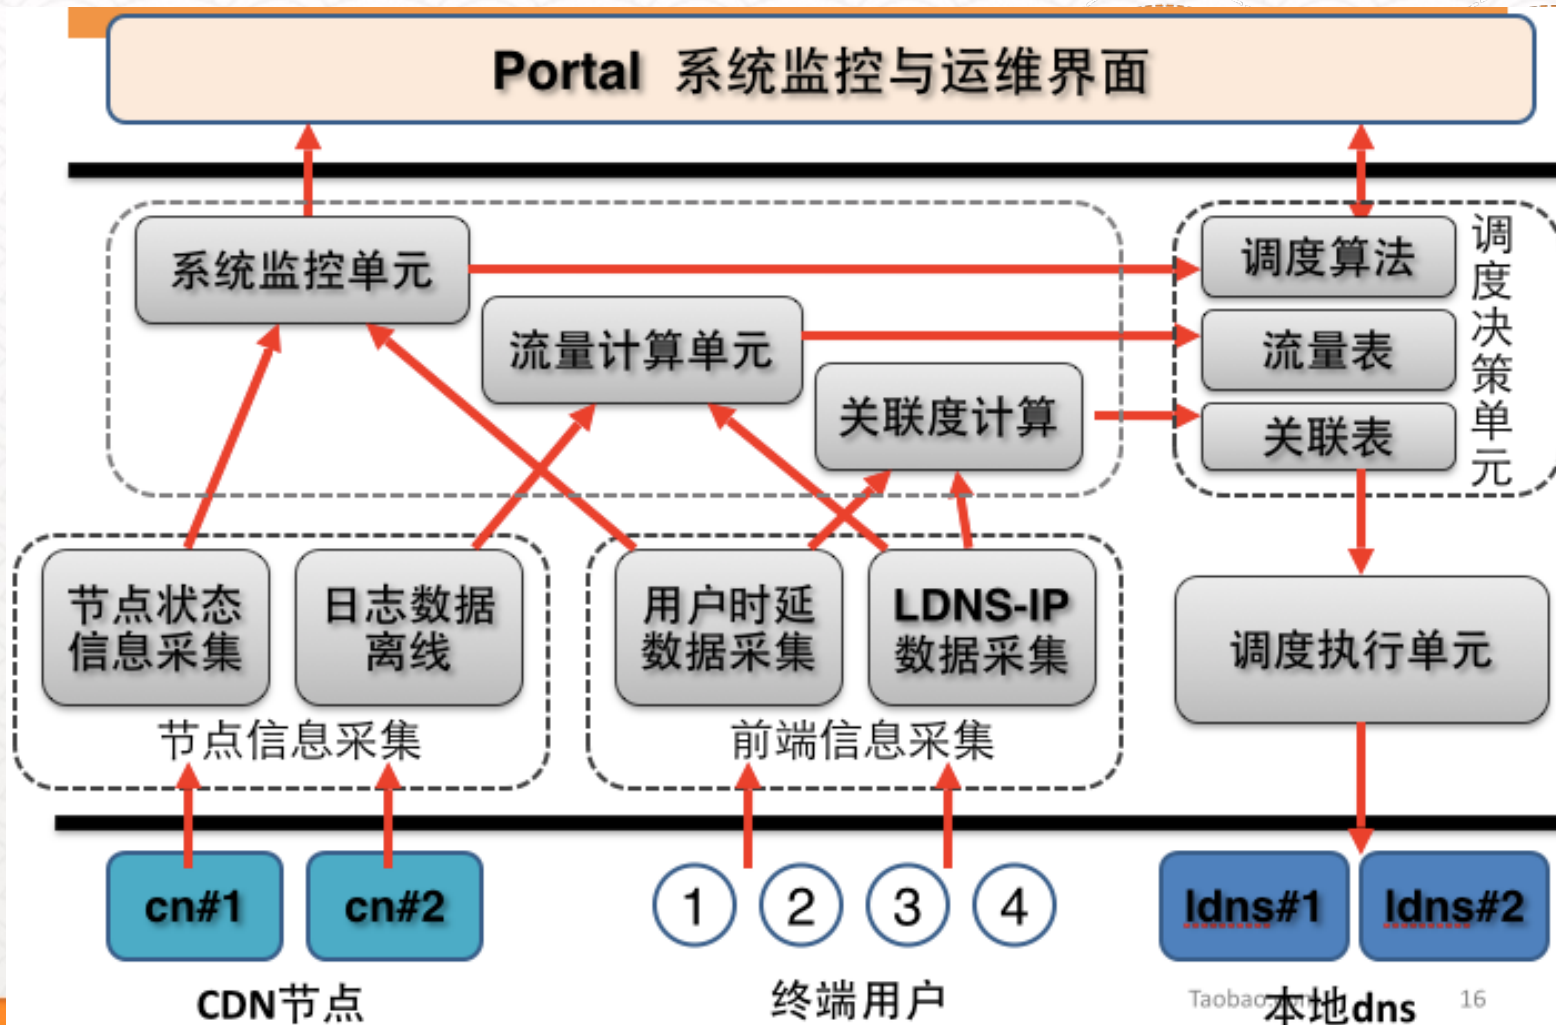 Portal 系统监控与运维界面
系统监控单元
流量计算单元
关联度计算
调度算法
流量表
关联表
调度决策单元
节点状态
信息采集
日志数据
离线
用户时延
数据采集
LDNS-IP
数据采集
调度执行单元
节点信息采集
前端信息采集
cn#1
cn#2
1
2
3
4
ldns#1
ldns#2
CDN节点
终端用户
本地dns
16